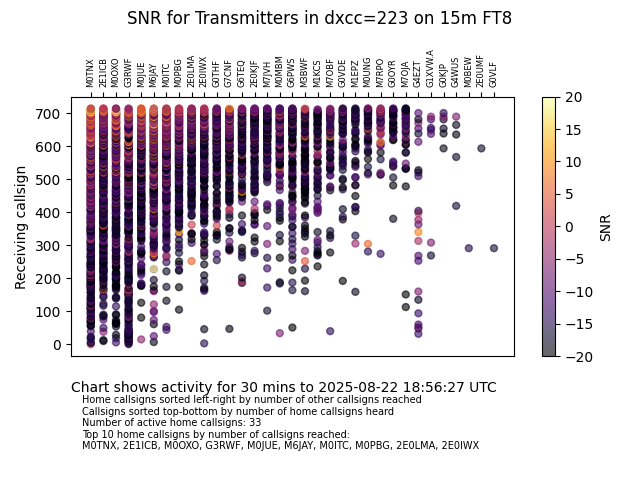 SNR for Transmitters in dxcc=223 on 15m FT8
M0TNX 2E1ICB M0OXO G3RWF M0JUE M6JAY M0ITC M0PBG 2E0LMA 2E0IWX G0THF G7CNF G6TEQ 2E0KJF M7JVH M0MBM G6PWS M3BWF M1KCS M7OBF G0VDE M1EPZ M0UNG M7RPO G0OYR M7OJA G4EZT G1XVW.A G0KJP G4WUS M0BEW 2E0UMF G0VLF
Receiving callsign
700
600
500
400
300
200
100
0
20
15
10
5
0
−5
−10
−15
−20
SNR
Chart shows activity for 30 mins to 2025-08-22 18:56:27 UTC
Home callsigns sorted left-right by number of other callsigns reached
Callsigns sorted top-bottom by number of home callsigns heard
Number of active home callsigns: 33
Top 10 home callsigns by number of callsigns reached:
M0TNX, 2E1ICB, M0OXO, G3RWF, M0JUE, M6JAY, M0ITC, M0PBG, 2E0LMA, 2E0IWX